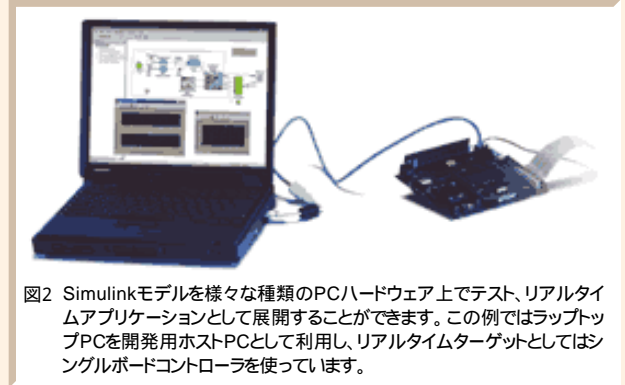 図2 Simulinkモデルを様々な種類のPCハードウェア上でテスト、リアルタイ
ムアプリケーションとして展開することができます。この例ではラップトッ
プPCを開発用ホストPCとして利用し、リアルタイムターゲットとしてはシ
ングルボードコントローラを使っています。